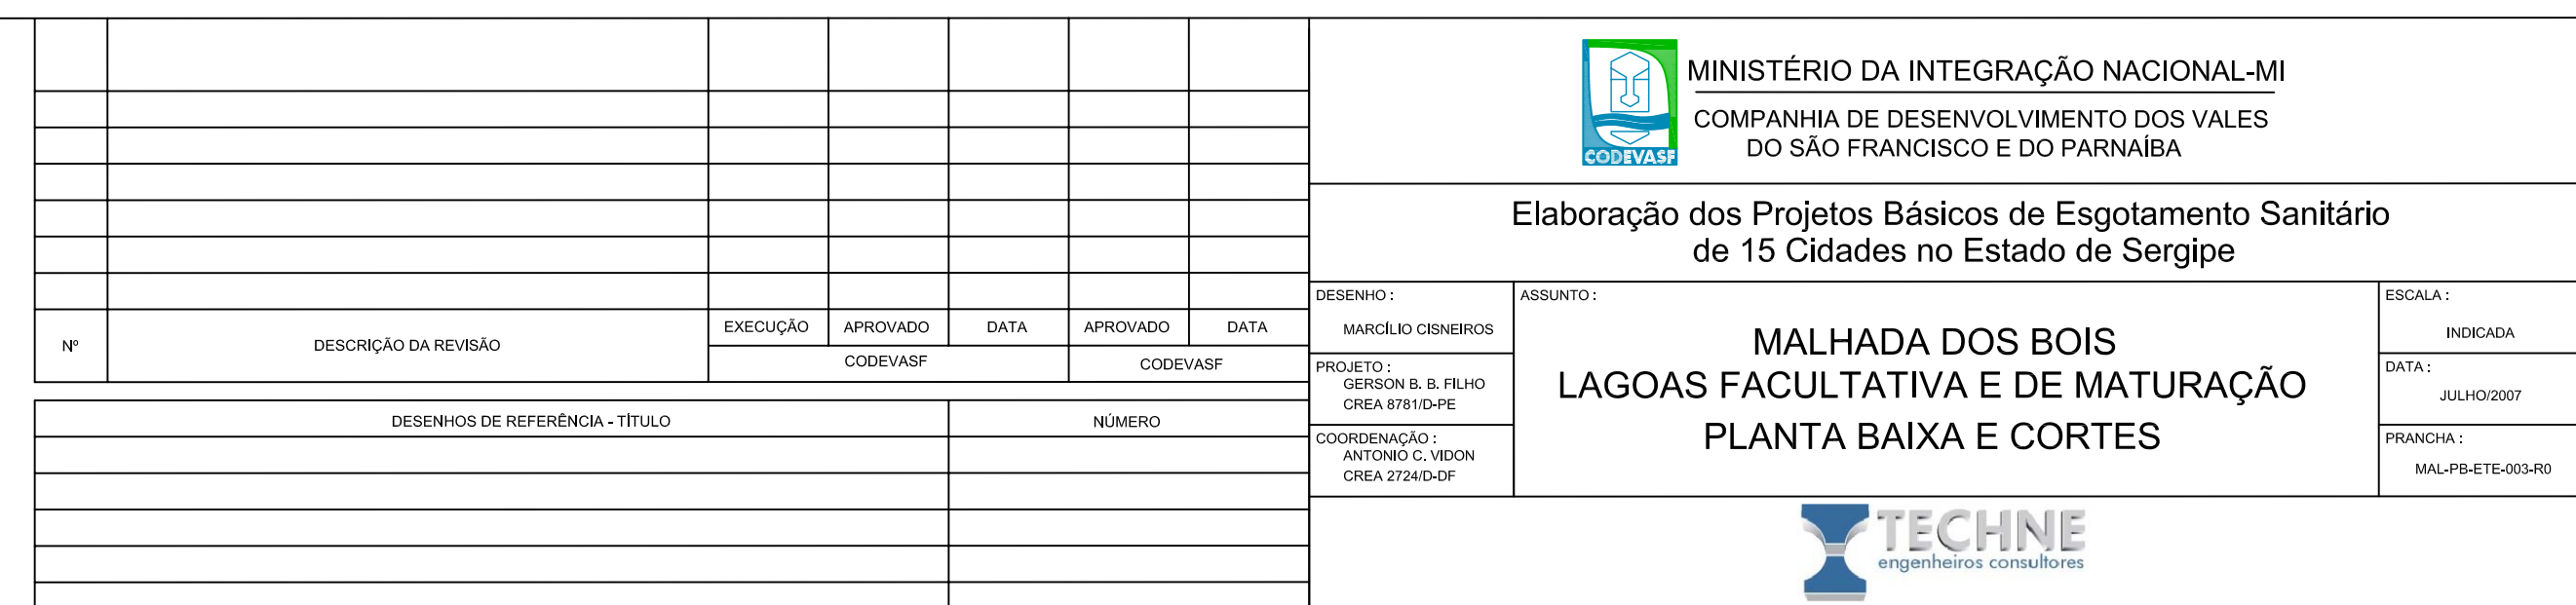 Nº
DESCRIÇÃO DA REVISÃO
EXECUÇÃO
APROVADO
DATA
APROVADO
DATA
CODEVASF
CODEVASF
DESENHOS DE REFERÊNCIA - TÍTULO
NÚMERO
CODEVASF
MINISTÉRIO DA INTEGRAÇÃO NACIONAL-MI
COMPANHIA DE DESENVOLVIMENTO DOS VALES
DO SÃO FRANCISCO E DO PARNAÍBA
Elaboração dos Projetos Básicos de Esgotamento Sanitário
de 15 Cidades no Estado de Sergipe
DESENHO :
MARCÍLIO CISNEIROS
PROJETO :
GERSON B. B. FILHO
CREA 8781/D-PE
COORDENAÇÃO :
ANTONIO C. VIDON
CREA 2724/D-DF
ASSUNTO :
MALHADA DOS BOIS
LAGOAS FACULTATIVA E DE MATURAÇÃO
PLANTA BAIXA E CORTES
ESCALA :
INDICADA
DATA :
JULHO/2007
PRANCHA :
MAL-PB-ETE-003-R0
TECHNE
engenheiros consultores